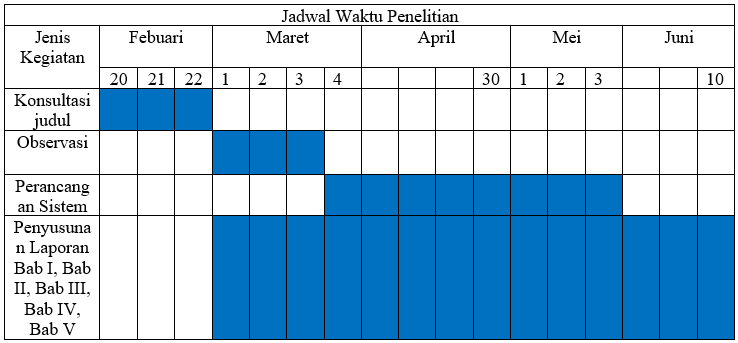 Jadwal Waktu Penelitian
Jenis Kegiatan Febuari Maret April Mei Juni
20 21 22 1 2 3 4 30 1 2 3 10
Konsultasi
judul
Observasi
Perancang
an Sistem
Penyusuna
n Laporan
Bab I, Bab
II, Bab III,
Bab IV,
Bab V